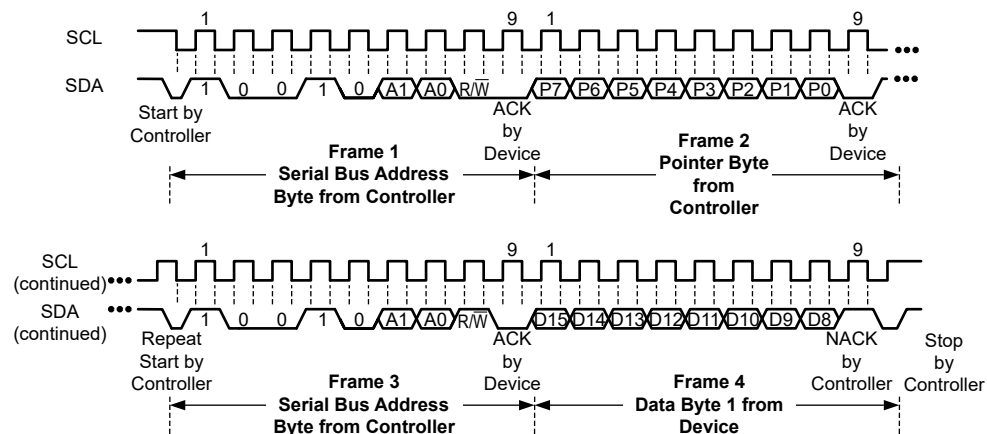 1 9 1 9
SCL
SDA
1 0 0 1 0 A1 A0 R/W̅ P7 P6 P5 P4 P3 P2 P1 P0
Start by
Controller
ACK
by
Device
ACK
by
Device
Frame 1
Serial Bus Address
Byte from Controller
Frame 2
Pointer Byte
from
Controller
1 9 1 9
SCL
(continued)
SDA
(continued)
1 0 0 1 0 A1 A0 R/W̅ D15 D14 D13 D12 D11 D10 D9 D8
Repeat
Start by
Controller
ACK
by
Device
NACK
by
Controller
Stop
by
Controller
Frame 3
Serial Bus Address
Byte from Controller
Frame 4
Data Byte 1 from
Device